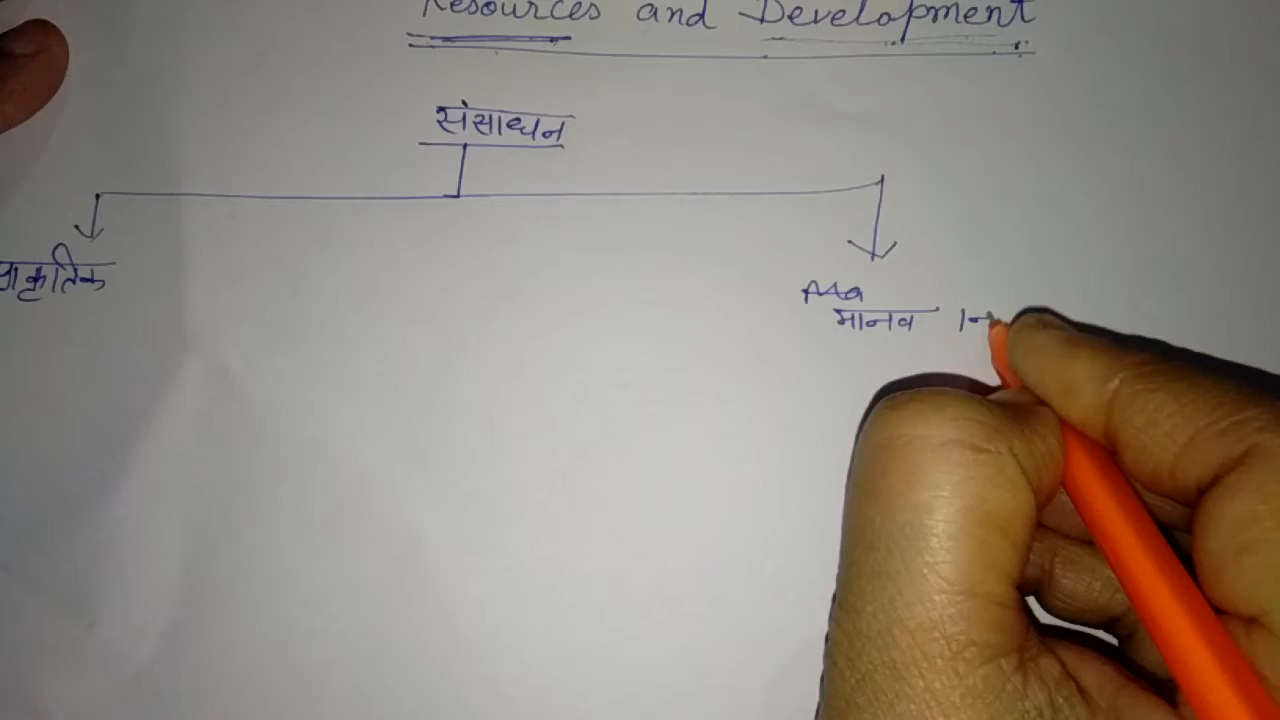 Resources and Development
संसाधन
प्राकृतिक
मानव